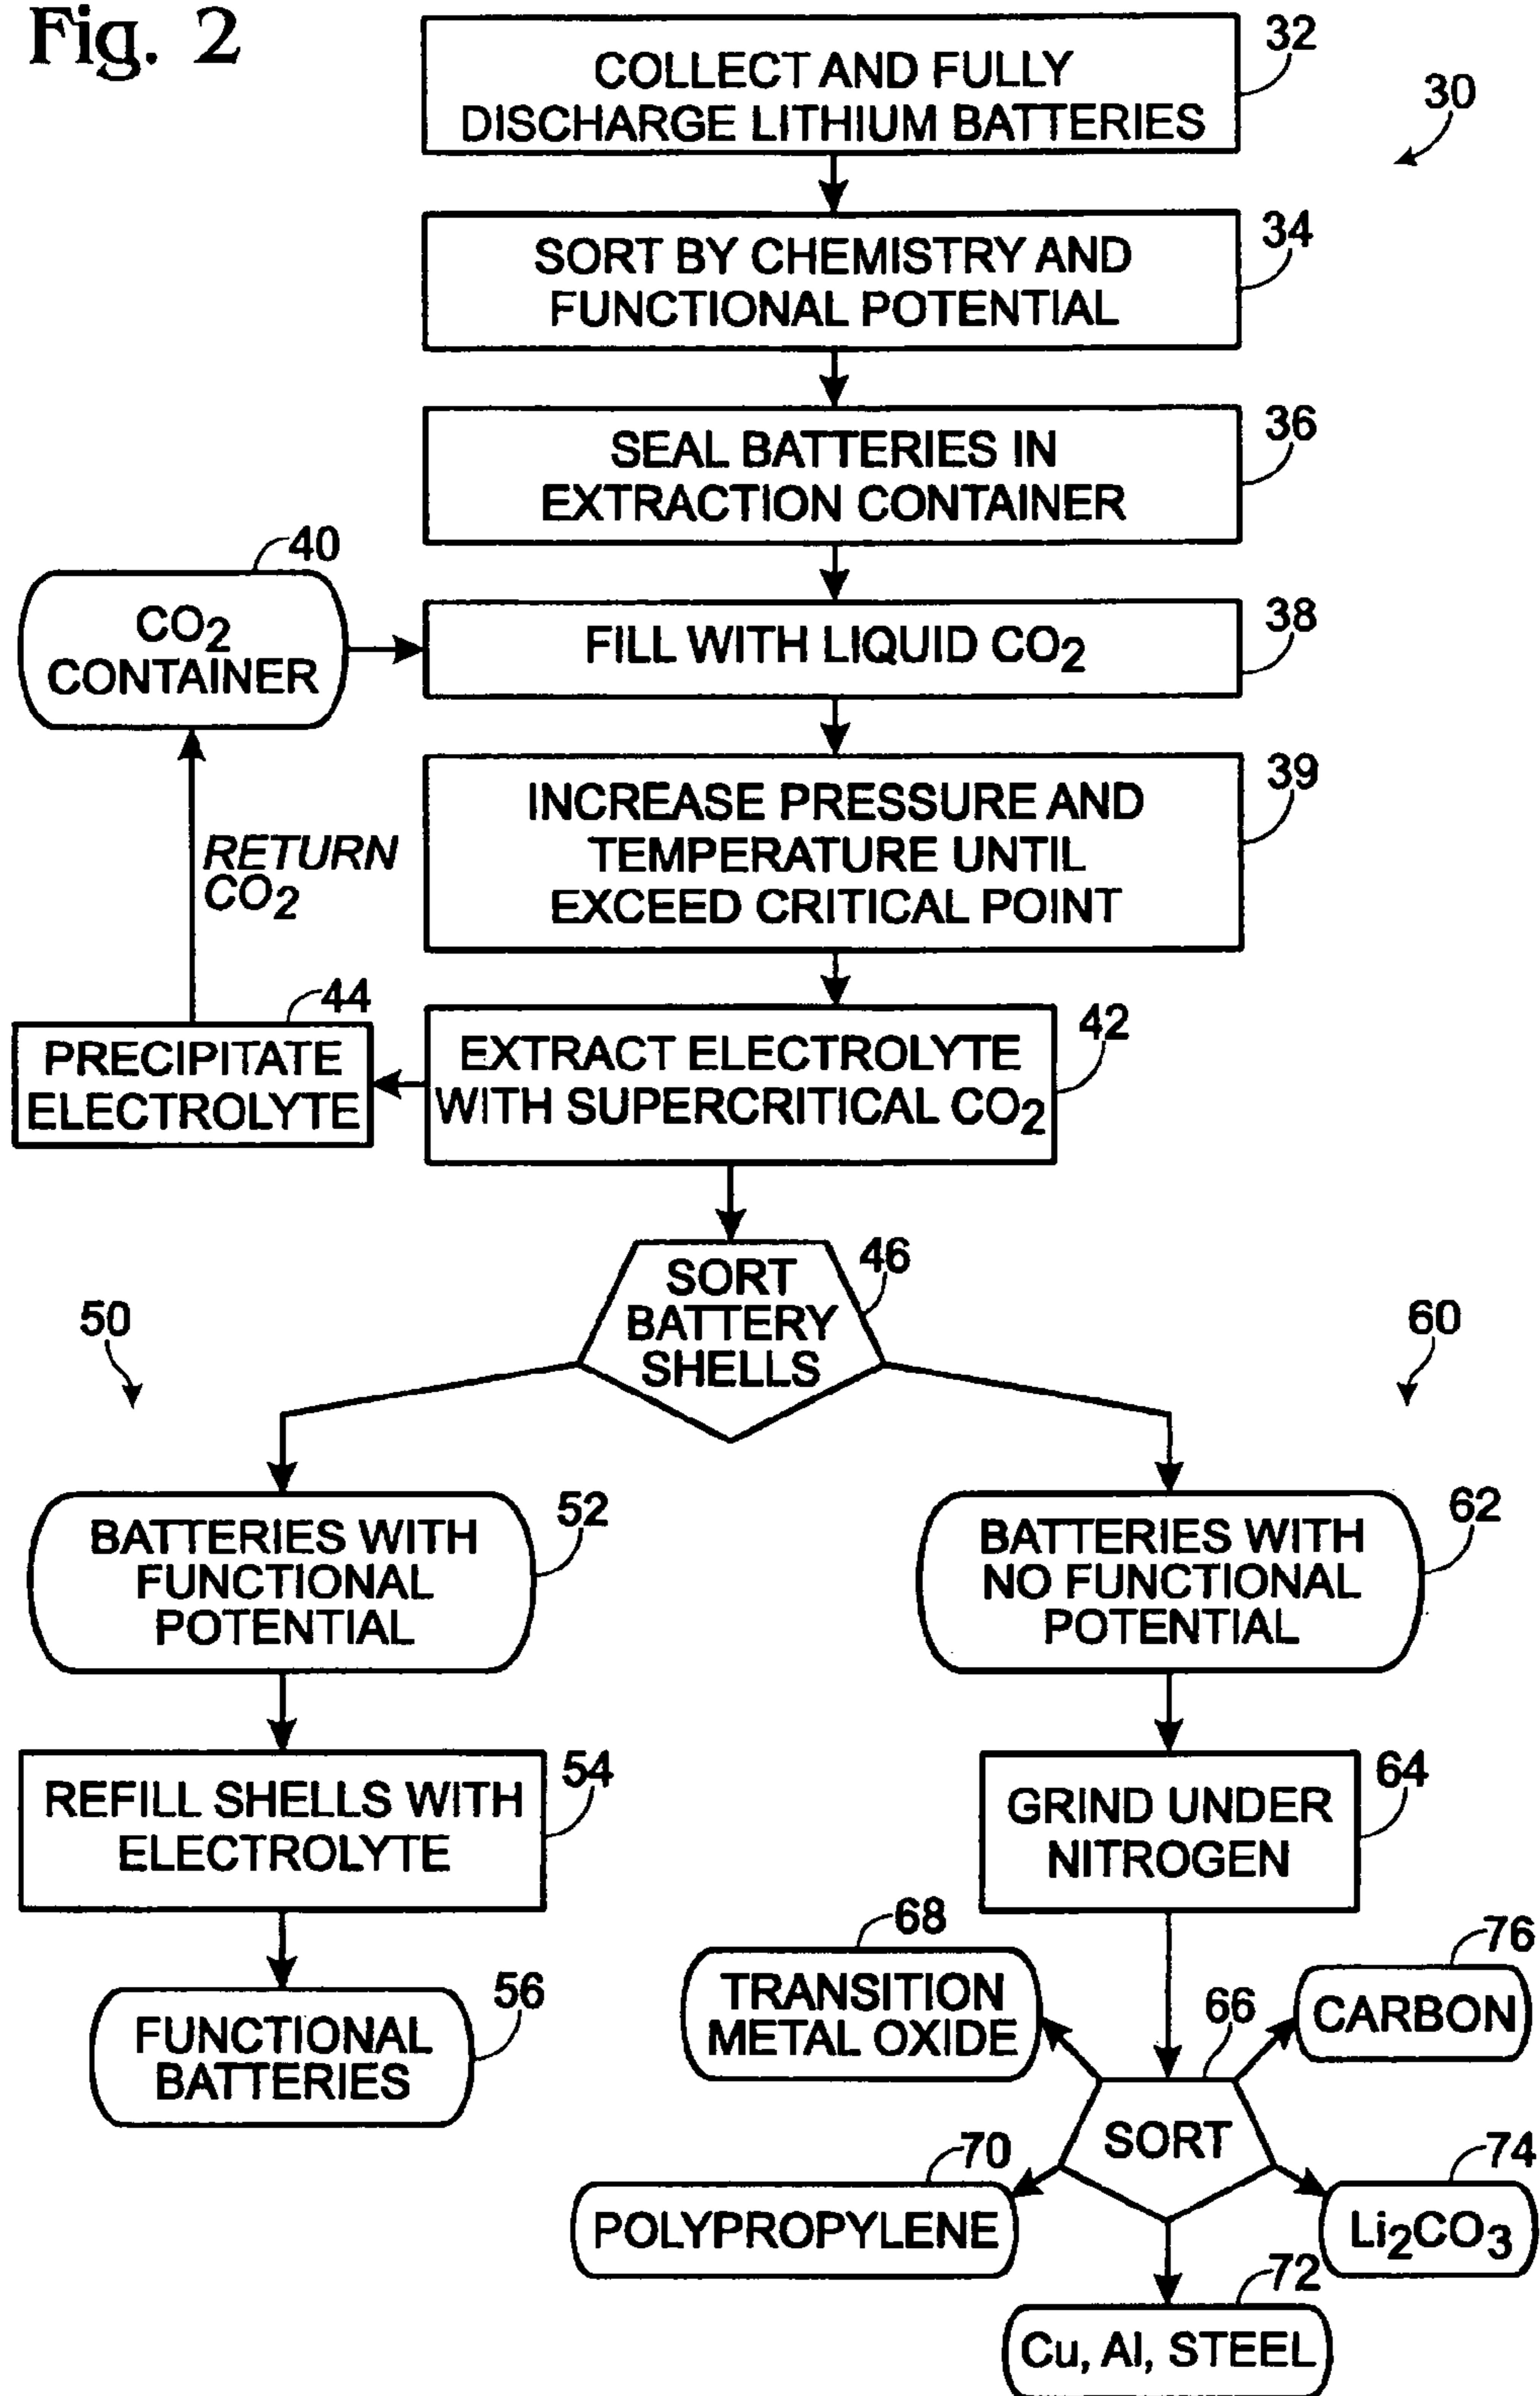 Fig. 2
32
COLLECT AND FULLY
DISCHARGE LITHIUM BATTERIES
30
34
SORT BY CHEMISTRY AND
FUNCTIONAL POTENTIAL
36
SEAL BATTERIES IN
EXTRACTION CONTAINER
40
CO2
CONTAINER
38
FILL WITH LIQUID CO2
39
INCREASE PRESSURE AND
TEMPERATURE UNTIL
EXCEED CRITICAL POINT
RETURN
CO2
44
PRECIPITATE
ELECTROLYTE
42
EXTRACT ELECTROLYTE
WITH SUPERCRITICAL CO2
46
SORT
BATTERY
SHELLS
50
60
52
BATTERIES WITH
FUNCTIONAL
POTENTIAL
62
BATTERIES WITH
NO FUNCTIONAL
POTENTIAL
54
REFILL SHELLS WITH
ELECTROLYTE
64
GRIND UNDER
NITROGEN
56
FUNCTIONAL
BATTERIES
68
TRANSITION
METAL OXIDE
76
CARBON
66
SORT
70
POLYPROPYLENE
74
Li2CO3
72
Cu, Al, STEEL